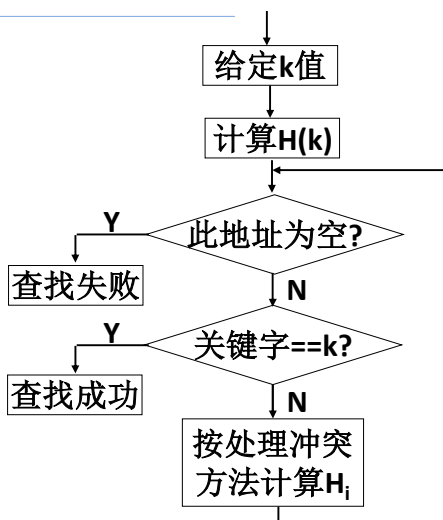 给定k值
计算H(k)
此地址为空?
Y
查找失败
N
关键字==k?
Y
查找成功
N
按处理冲突
方法计算Hi